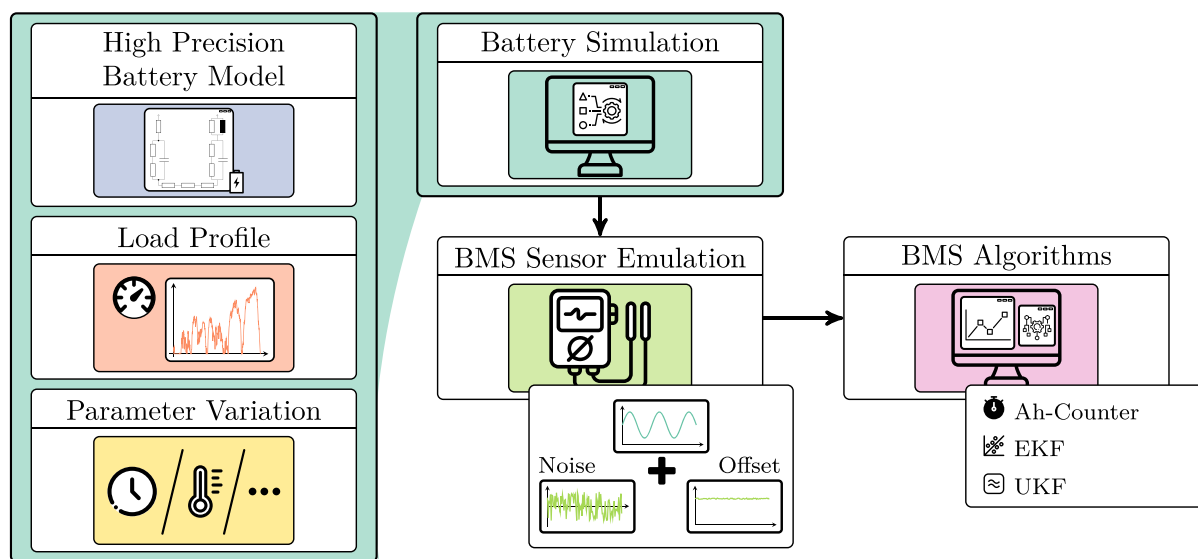 High Precision
Battery Model
Load Profile
Parameter Variation
Battery Simulation
BMS Sensor Emulation
Noise
Offset
BMS Algorithms
Ah-Counter
EKF
UKF